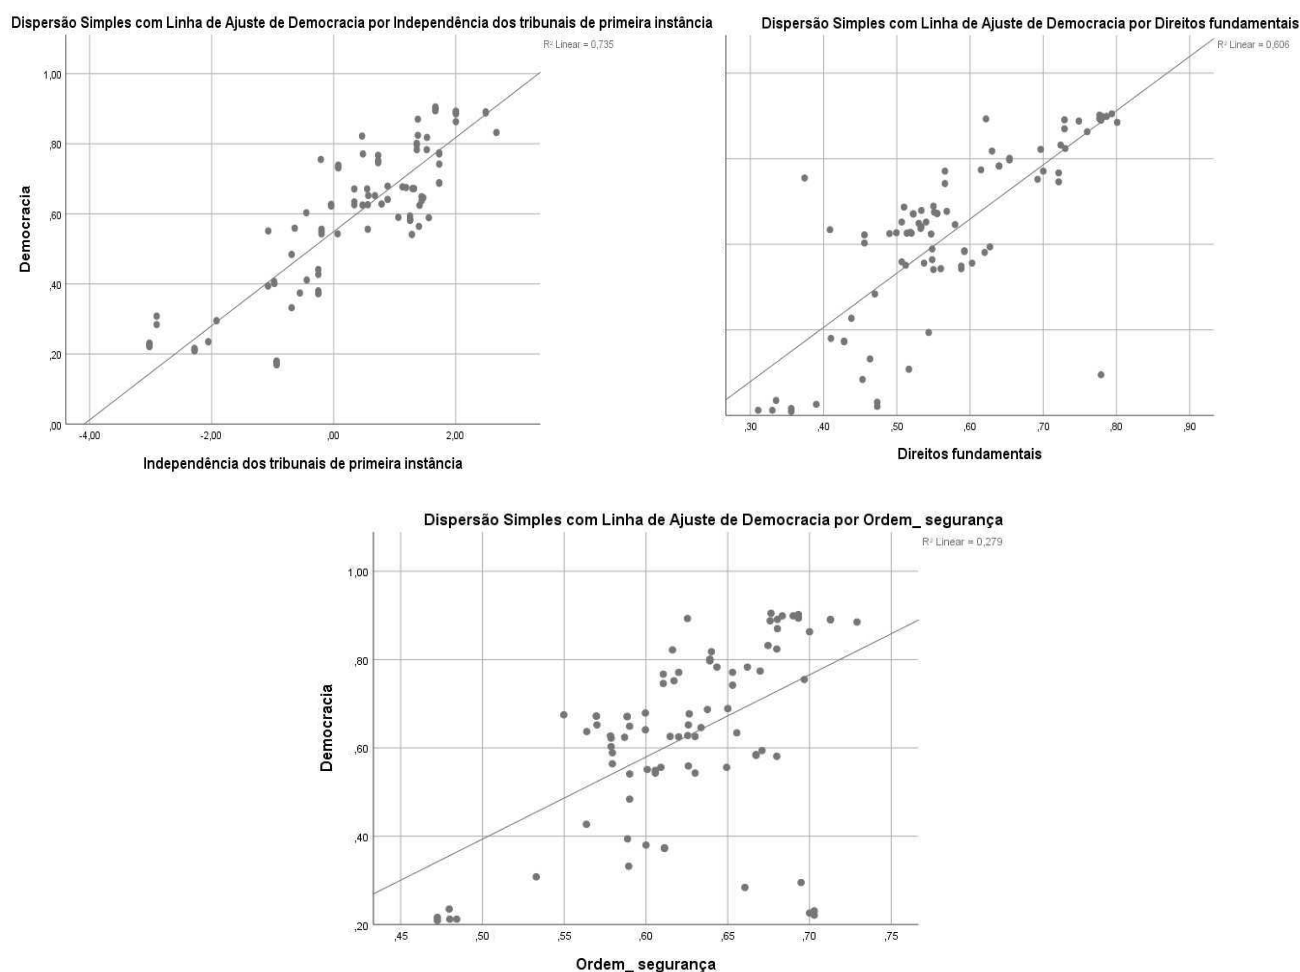 Dispersão Simples com Linha de Ajuste de Democracia por Independência dos tribunais de primeira instância
R² Linear = 0,735
1,00
,80
,60
,40
,20
,00
Democracia
-4,00 -2,00 ,00 2,00
Independência dos tribunais de primeira instância
Dispersão Simples com Linha de Ajuste de Democracia por Direitos fundamentais
R² Linear = 0,606
,30 ,40 ,50 ,60 ,70 ,80 ,90
Direitos fundamentais
Dispersão Simples com Linha de Ajuste de Democracia por Ordem_ segurança
R² Linear = 0,279
1,00
,80
,60
,40
,20
Democracia
,45 ,50 ,55 ,60 ,65 ,70 ,75
Ordem_ segurança